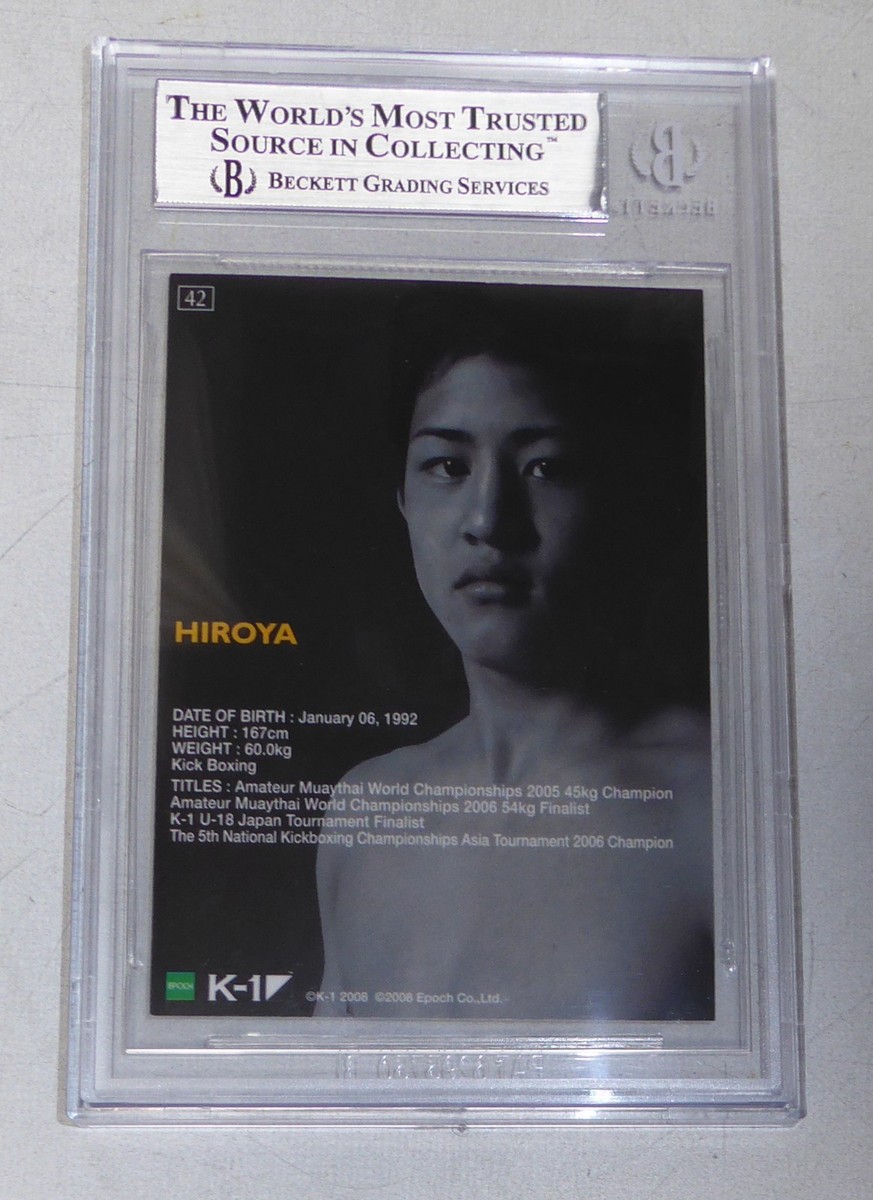 THE WORLD'S MOST TRUSTED
SOURCE IN COLLECTING™
B BECKETT GRADING SERVICES
B
BECKETT
42
HIROYA
DATE OF BIRTH : January 06, 1992
HEIGHT : 167cm
WEIGHT : 60.0kg
Kick Boxing
TITLES : Amateur Muaythai World Championships 2005 45kg Champion
Amateur Muaythai World Championships 2006 54kg Finalist
K-1 U-18 Japan Tournament Finalist
The 5th National Kickboxing Championships Asia Tournament 2006 Champion
EPOCH K-1 ©K-1 2008 ©2008 Epoch Co.,Ltd.